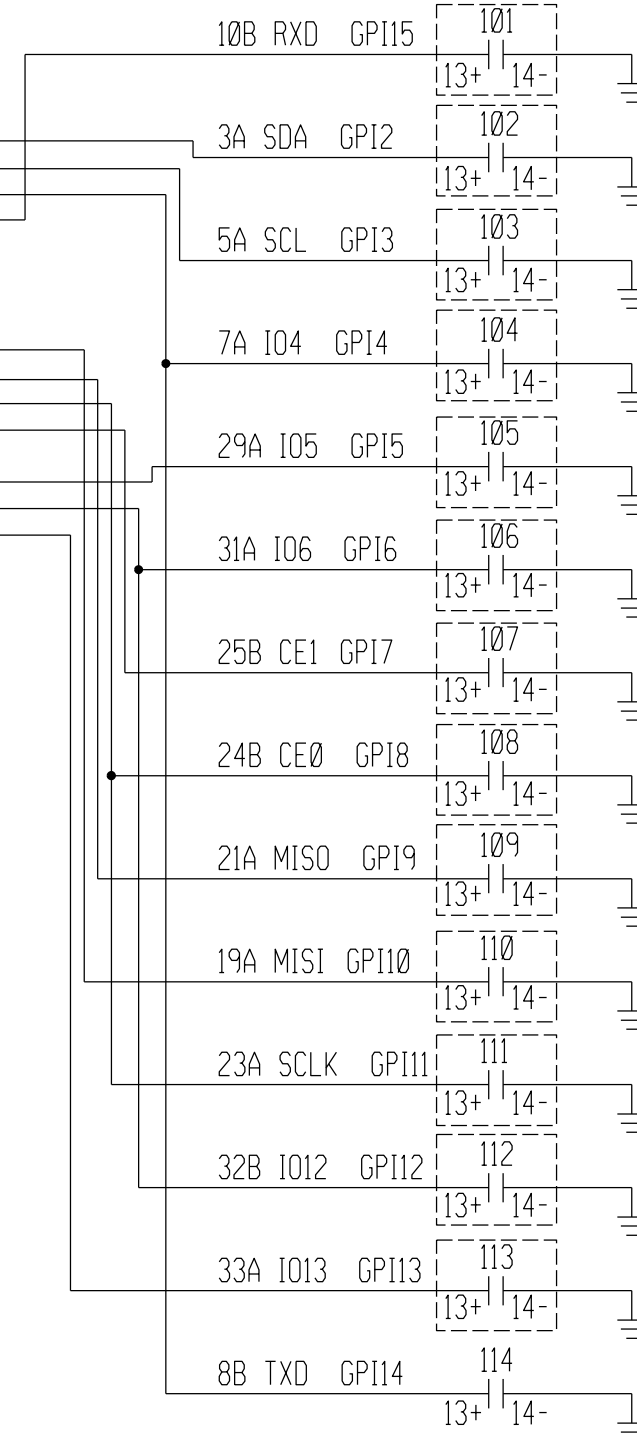 101
10B RXD GPI15
13+ 14-
102
3A SDA GPI2
13+ 14-
103
5A SCL GPI3
13+ 14-
104
7A IO4 GPI4
13+ 14-
105
29A IO5 GPI5
13+ 14-
106
31A IO6 GPI6
13+ 14-
107
25B CE1 GPI7
13+ 14-
108
24B CE0 GPI8
13+ 14-
109
21A MISO GPI9
13+ 14-
110
19A MISI GPI10
13+ 14-
111
23A SCLK GPI11
13+ 14-
112
32B IO12 GPI12
13+ 14-
113
33A IO13 GPI13
13+ 14-
114
8B TXD GPI14
13+ 14-